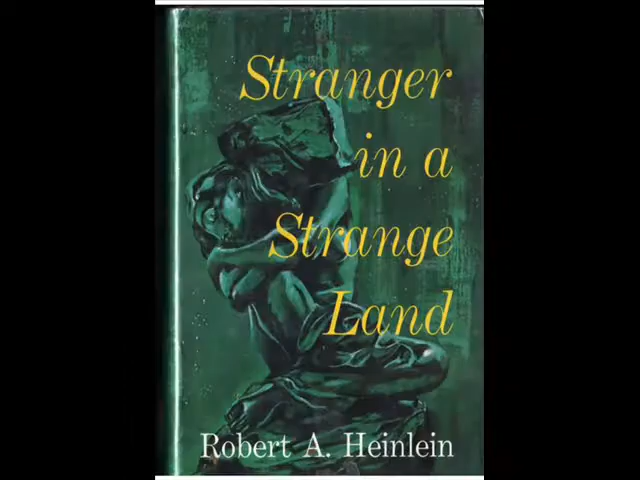 Stranger
in a
Strange
Land
Robert A. Heinlein